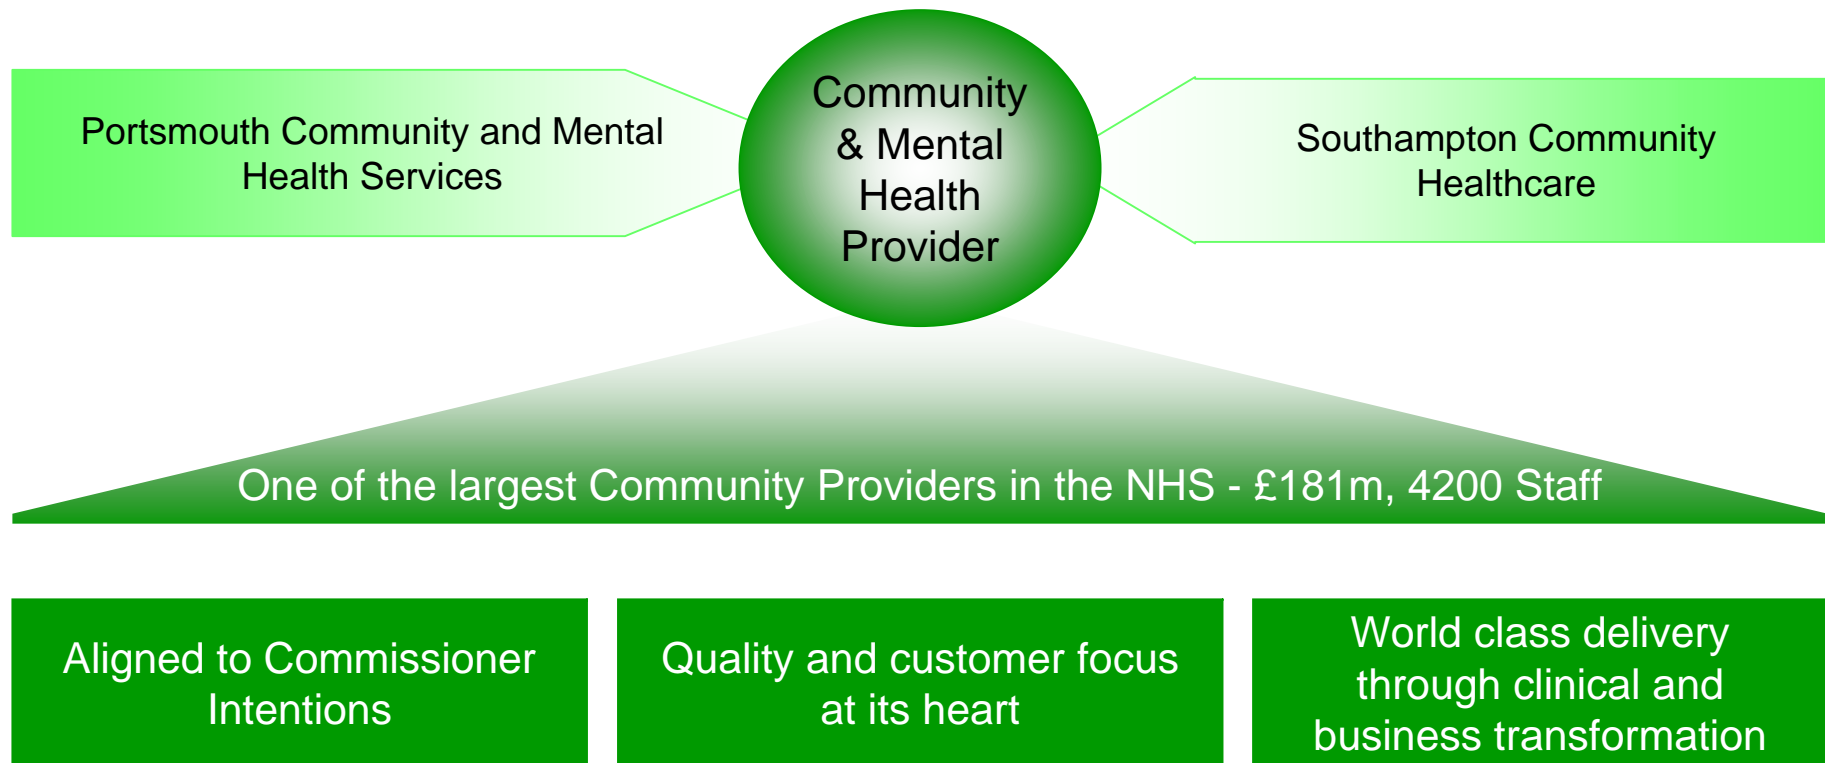 Portsmouth Community and Mental
Health Services
Community
& Mental
Health
Provider
Southampton Community
Healthcare
One of the largest Community Providers in the NHS - £181m, 4200 Staff
Aligned to Commissioner
Intentions
Quality and customer focus
at its heart
World class delivery
through clinical and
business transformation